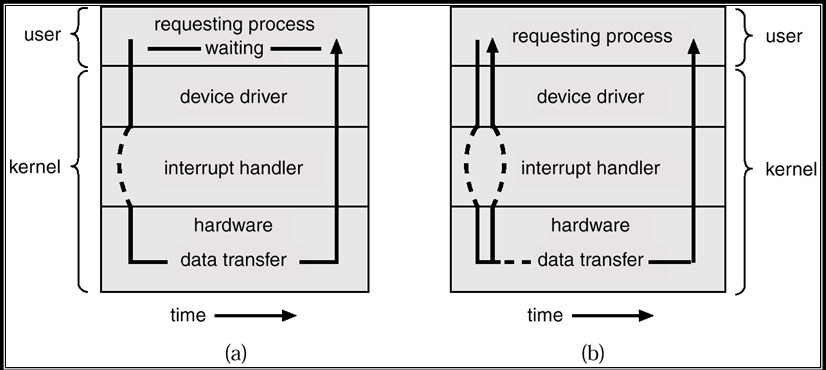 user
requesting process
waiting
device driver
kernel
interrupt handler
hardware
data transfer
time
(a)
requesting process
user
device driver
interrupt handler
kernel
hardware
data transfer
time
(b)